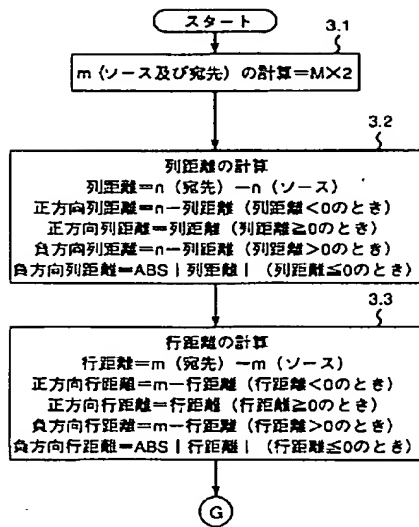 スタート
3.1
m（ソース及び宛先）の計算=M×2
3.2
列距離の計算
列距離=n（宛先）−n（ソース）
正方向列距離=n−列距離（列距離<0のとき）
正方向列距離=列距離（列距離≧0のとき）
負方向列距離=n−列距離（列距離>0のとき）
負方向列距離=ABS｜列距離｜（列距離≦0のとき）
3.3
行距離の計算
行距離=m（宛先）−m（ソース）
正方向行距離=m−行距離（行距離<0のとき）
正方向行距離=行距離（行距離≧0のとき）
負方向行距離=m−行距離（行距離>0のとき）
負方向行距離=ABS｜行距離｜（行距離≦0のとき）
G